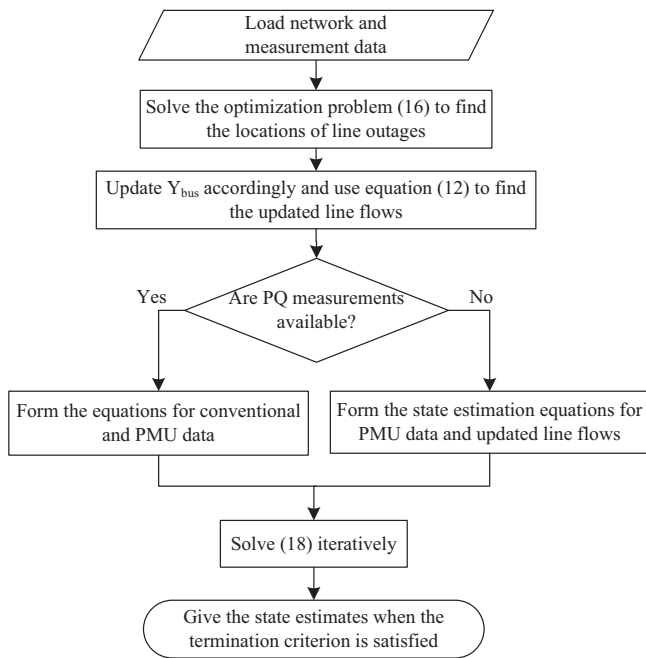 Load network and
measurement data
Solve the optimization problem (16) to find
the locations of line outages
Update Ybus accordingly and use equation (12) to find
the updated line flows
Are PQ measurements
available?
Yes
No
Form the equations for conventional
and PMU data
Form the state estimation equations for
PMU data and updated line flows
Solve (18) iteratively
Give the state estimates when the
termination criterion is satisfied